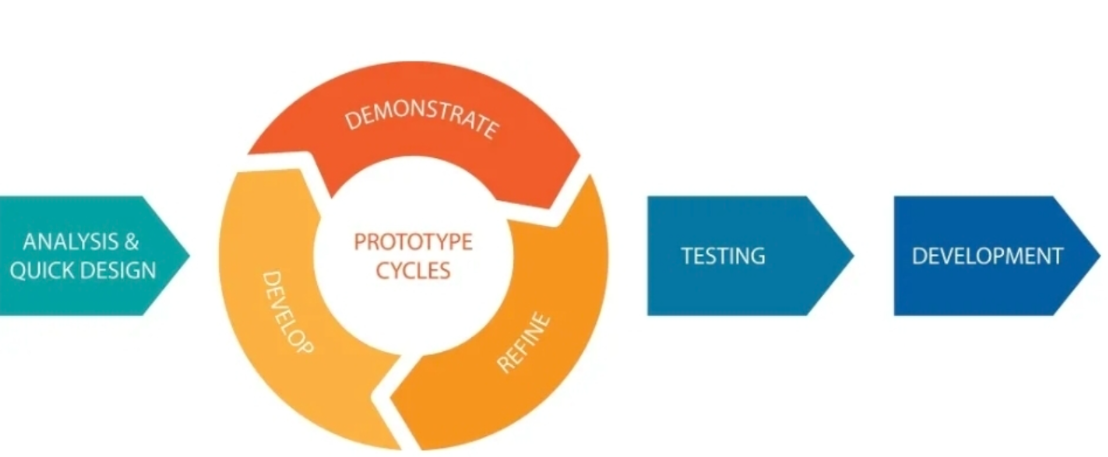 ANALYSIS &
QUICK DESIGN
DEMONSTRATE
PROTOTYPE
CYCLES
DEVELOP
REFINE
TESTING
DEVELOPMENT